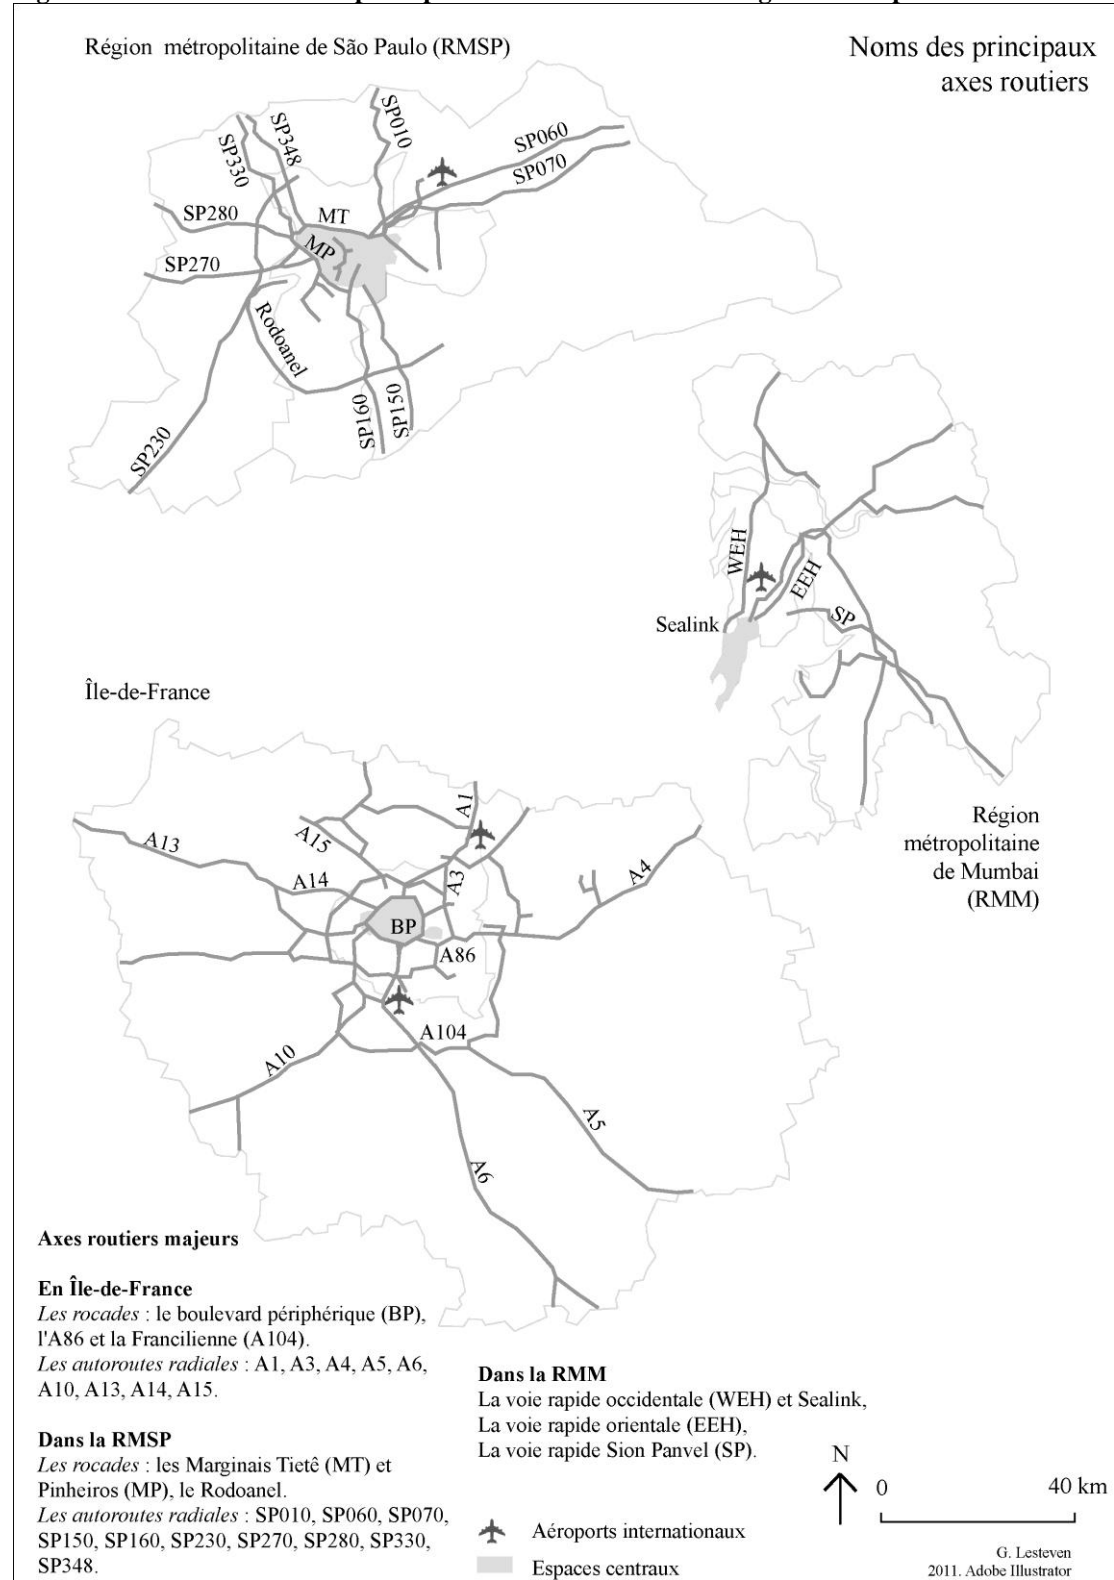 Région métropolitaine de São Paulo (RMSP)
Noms des principaux
axes routiers
SP010
SP348
SP330
SP060
SP070
SP280
MT
MP
SP270
Rodoanel
SP150
SP160
SP230
WEH
EEH
SP
Sealink
Région
métropolitaine
de Mumbai
(RMM)
Île-de-France
A1
A15
A13
A14
A3
A4
BP
A86
A104
A10
A5
A6
Axes routiers majeurs
En Île-de-France
Les rocades : le boulevard périphérique (BP),
l'A86 et la Francilienne (A104).
Les autoroutes radiales : A1, A3, A4, A5, A6,
A10, A13, A14, A15.
Dans la RMSP
Les rocades : les Marginais Tietê (MT) et
Pinheiros (MP), le Rodoanel.
Les autoroutes radiales : SP010, SP060, SP070,
SP150, SP160, SP230, SP270, SP280, SP330,
SP348.
Dans la RMM
La voie rapide occidentale (WEH) et Sealink,
La voie rapide orientale (EEH),
La voie rapide Sion Panvel (SP).
Aéroports internationaux
Espaces centraux
N
0 40 km
G. Lesteven
2011. Adobe Illustrator